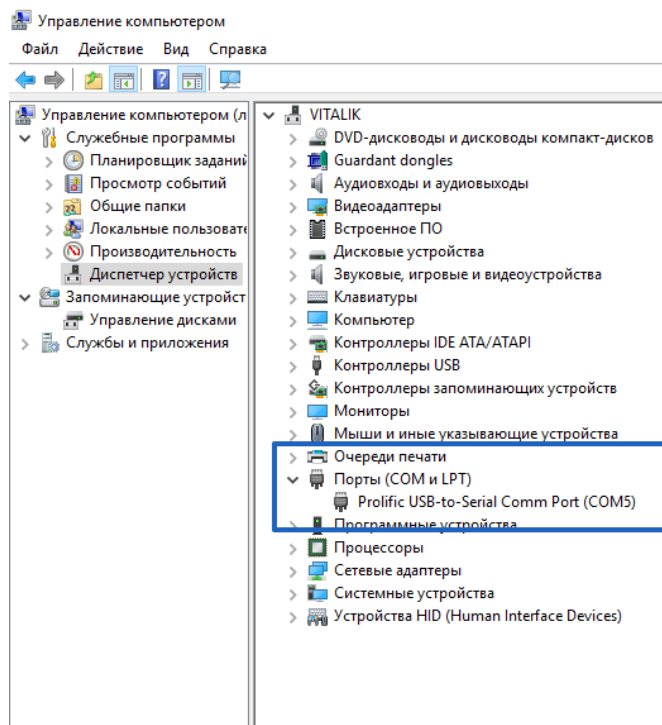 Управление компьютером
Файл Действие Вид Справка
Управление компьютером (л
Служебные программы
Планировщик заданий
Просмотр событий
Общие папки
Локальные пользовате
Производительность
Диспетчер устройств
Запоминающие устройст
Управление дисками
Службы и приложения
VITALIK
DVD-дисководы и дисководы компакт-дисков
Guardant dongles
Аудиовходы и аудиовыходы
Видеоадаптеры
Встроенное ПО
Дисковые устройства
Звуковые, игровые и видеоустройства
Клавиатуры
Компьютер
Контроллеры IDE ATA/ATAPI
Контроллеры USB
Контроллеры запоминающих устройств
Мониторы
Мыши и иные указывающие устройства
Очереди печати
Порты (COM и LPT)
Prolific USB-to-Serial Comm Port (COM5)
Программные устройства
Процессоры
Сетевые адаптеры
Системные устройства
Устройства HID (Human Interface Devices)